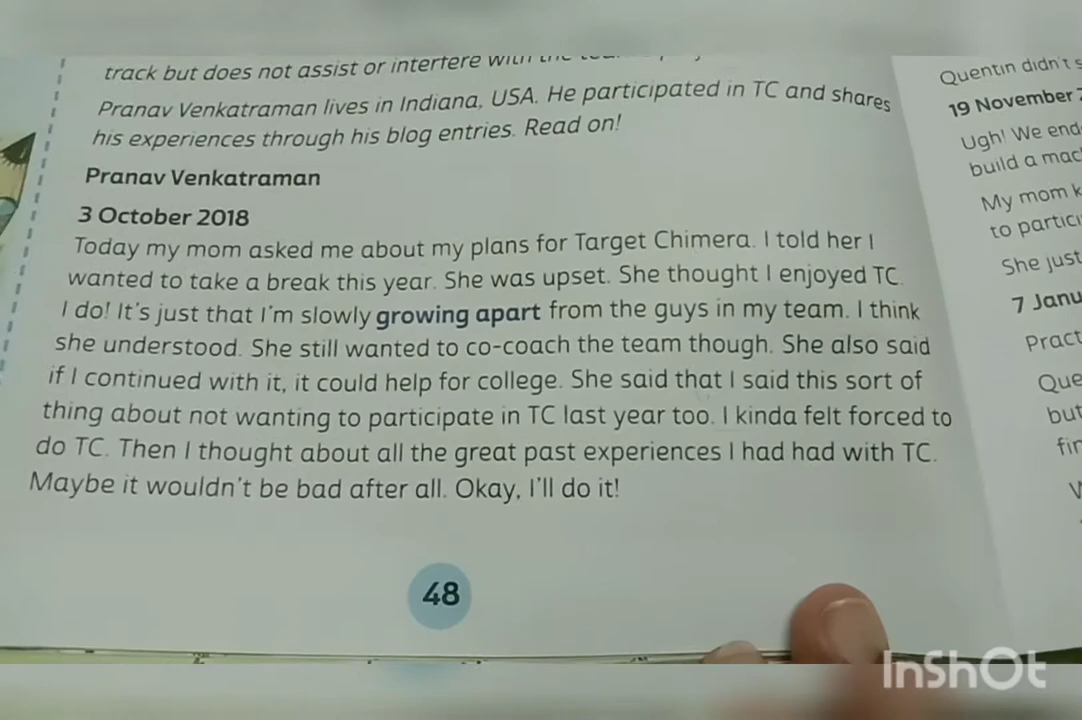 track but does not assist or interfere with the
Pranav Venkatraman lives in Indiana, USA. He participated in TC and shares
his experiences through his blog entries. Read on!
Pranav Venkatraman
3 October 2018
Today my mom asked me about my plans for Target Chimera. I told her I
wanted to take a break this year. She was upset. She thought I enjoyed TC.
I do! It's just that I'm slowly growing apart from the guys in my team. I think
she understood. She still wanted to co-coach the team though. She also said
if I continued with it, it could help for college. She said that I said this sort of
thing about not wanting to participate in TC last year too. I kinda felt forced to
do TC. Then I thought about all the great past experiences I had had with TC.
Maybe it wouldn't be bad after all. Okay, I'll do it!
48
Quentin didn't
19 November
Ugh! We end
build a
My mom
to
She just
7
but
InShOt